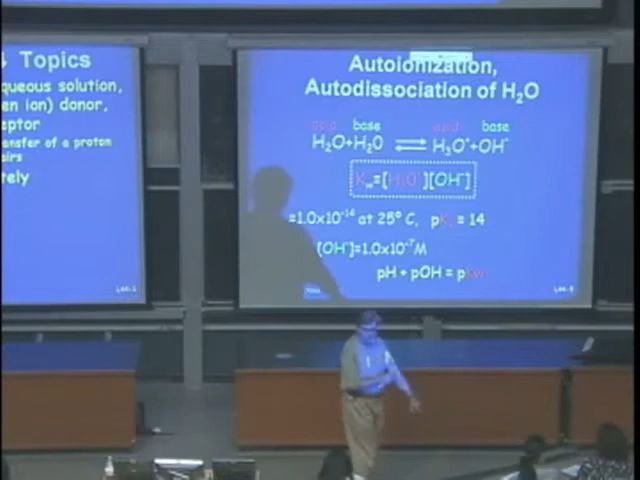 Topics
queous solution,
en ion) donor,
eptor
ansfer of a proton
airs
tely
Autoionization,
Autodissociation of H₂O
acid base acid base
H₂O+H₂O ⇌ H₃O⁺+OH⁻
Kw=[H₃O⁺][OH⁻]
=1.0x10⁻¹⁴ at 25° C, pKw = 14
[OH⁻]=1.0x10⁻⁷M
pH + pOH = pKw